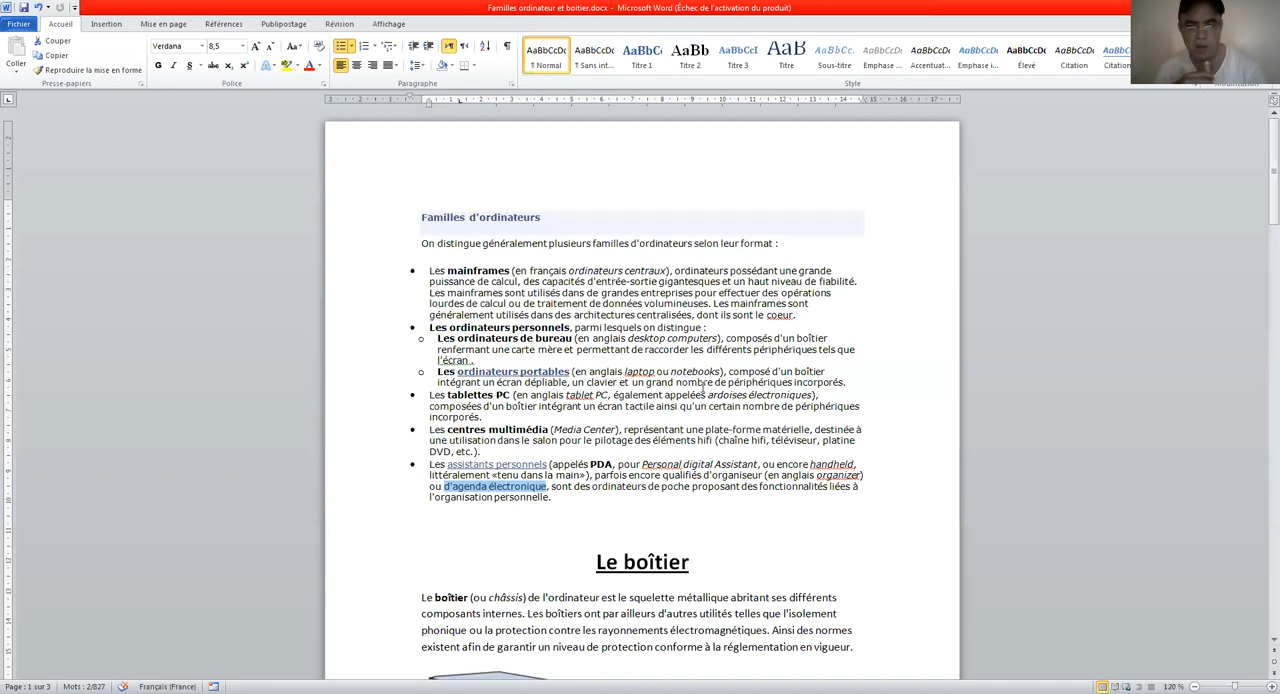 Familles ordinateur et boitier.docx - Microsoft Word (Échec de l'activation du produit)
Fichier Accueil Insertion Mise en page Références Publipostage Révision Affichage
Couper
Copier
Reproduire la mise en forme
Coller
Verdana 8,5
Presse-papiers Police Paragraphe Style
AaBbCcDc AaBbCcDc AaBbC AaBb AaBbCcI AaB AaBbCcI AaBbCcDc AaBbCcDc AaBbCcDc AaBbCcDc AaBbCcDc
¶ Normal ¶ Sans int... Titre 1 Titre 2 Titre 3 Titre Sous-titre Emphase ... Accentuat... Emphase i... Élevé Citation Citation
Familles d'ordinateurs
On distingue généralement plusieurs familles d'ordinateurs selon leur format :
• Les mainframes (en français ordinateurs centraux), ordinateurs possédant une grande
puissance de calcul, des capacités d'entrée-sortie gigantesques et un haut niveau de fiabilité.
Les mainframes sont utilisés dans de grandes entreprises pour effectuer des opérations
lourdes de calcul ou de traitement de données volumineuses. Les mainframes sont
généralement utilisés dans des architectures centralisées, dont ils sont le coeur.
• Les ordinateurs personnels, parmi lesquels on distingue :
o Les ordinateurs de bureau (en anglais desktop computers), composés d'un boîtier
renfermant une carte mère et permettant de raccorder les différents périphériques tels que
l'écran .
o Les ordinateurs portables (en anglais laptop ou notebooks), composé d'un boîtier
intégrant un écran dépliable, un clavier et un grand nombre de périphériques incorporés.
• Les tablettes PC (en anglais tablet PC, également appelées ardoises électroniques),
composées d'un boîtier intégrant un écran tactile ainsi qu'un certain nombre de périphériques
incorporés.
• Les centres multimédia (Media Center), représentant une plate-forme matérielle, destinée à
une utilisation dans le salon pour le pilotage des éléments hifi (chaîne hifi, téléviseur, platine
DVD, etc.).
• Les assistants personnels (appelés PDA, pour Personal digital Assistant, ou encore handheld,
littéralement «tenu dans la main»), parfois encore qualifiés d'organiseur (en anglais organizer)
ou d'agenda électronique, sont des ordinateurs de poche proposant des fonctionnalités liées à
l'organisation personnelle.
Le boîtier
Le boîtier (ou châssis) de l'ordinateur est le squelette métallique abritant ses différents
composants internes. Les boîtiers ont par ailleurs d'autres utilités telles que l'isolement
phonique ou la protection contre les rayonnements électromagnétiques. Ainsi des normes
existent afin de garantir un niveau de protection conforme à la réglementation en vigueur.
Page : 1 sur 3 Mots : 2/827 Français (France) 120 %